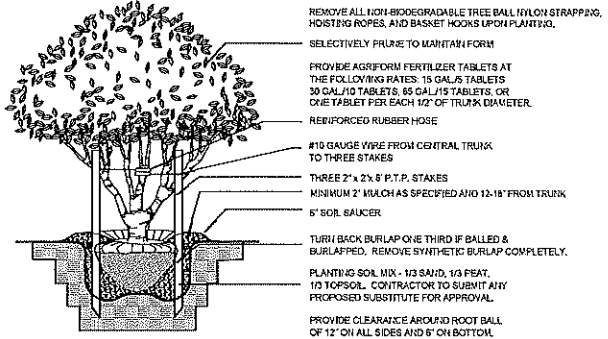 REMOVE ALL NON-BIODEGRADABLE TREE BALL NYLON STRAPPING,
HOISTING ROPES, AND BASKET HOOKS UPON PLANTING.
SELECTIVELY PRUNE TO MAINTAIN FORM
PROVIDE AGRIFORM FERTILIZER TABLETS AT
THE FOLLOWING RATES: 15 GAL./5 TABLETS
30 GAL./10 TABLETS, 65 GAL./15 TABLETS, OR
ONE TABLET PER EACH 1/2" OF TRUNK DIAMETER.
REINFORCED RUBBER HOSE
#10 GAUGE WIRE FROM CENTRAL TRUNK
TO THREE STAKES
THREE 2" x 2"x 8' P.T.P. STAKES
MINIMUM 2" MULCH AS SPECIFIED AND 12-18" FROM TRUNK
6" SOIL SAUCER
TURN BACK BURLAP ONE THIRD IF BALLED &
BURLAPPED, REMOVE SYNTHETIC BURLAP COMPLETELY.
PLANTING SOIL MIX - 1/3 SAND, 1/3 PEAT,
1/3 TOPSOIL. CONTRACTOR TO SUBMIT ANY
PROPOSED SUBSTITUTE FOR APPROVAL.
PROVIDE CLEARANCE AROUND ROOT BALL
OF 12" ON ALL SIDES AND 6" ON BOTTOM.